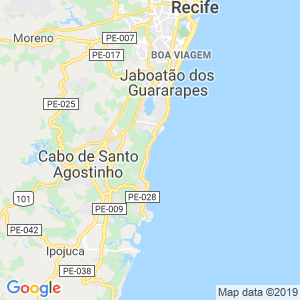 Recife
Moreno
PE-007
BOA VIAGEM
PE-017
Jaboatão dos
Guararapes
PE-025
Cabo de Santo
Agostinho
101
PE-028
PE-009
PE-042
Ipojuca
PE-038
Google
Map data ©2019